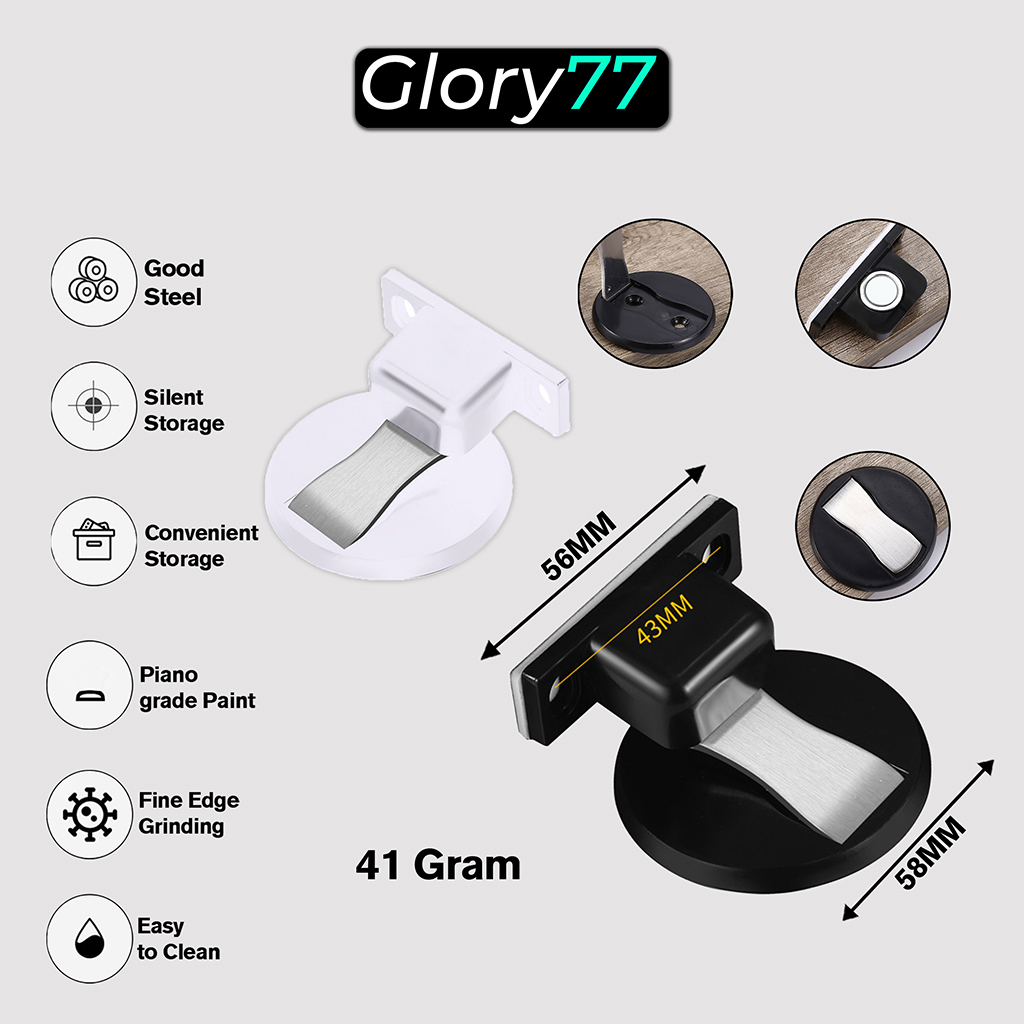 Glory77
Good
Steel
Silent
Storage
Convenient
Storage
Piano
grade Paint
Fine Edge
Grinding
Easy
to Clean
56MM
43MM
58MM
41 Gram